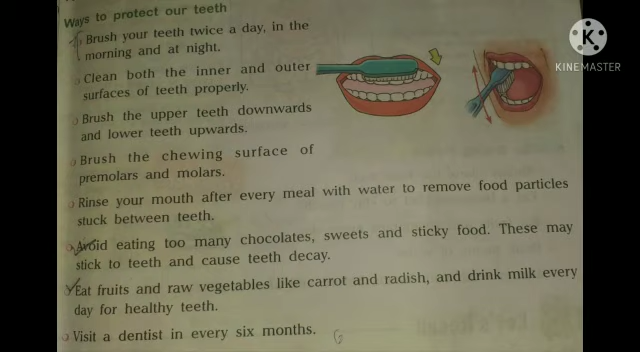 Ways to protect our teeth
Brush your teeth twice a day, in the
morning and at night.
Clean both the inner and outer
surfaces of teeth properly.
Brush the upper teeth downwards
and lower teeth upwards.
Brush the chewing surface of
premolars and molars.
Rinse your mouth after every meal with water to remove food particles
stuck between teeth.
Avoid eating too many chocolates, sweets and sticky food. These may
stick to teeth and cause teeth decay.
Eat fruits and raw vegetables like carrot and radish, and drink milk every
day for healthy teeth.
Visit a dentist in every six months.
KINEMASTER